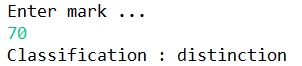 Enter mark ...
70
Classification : distinction